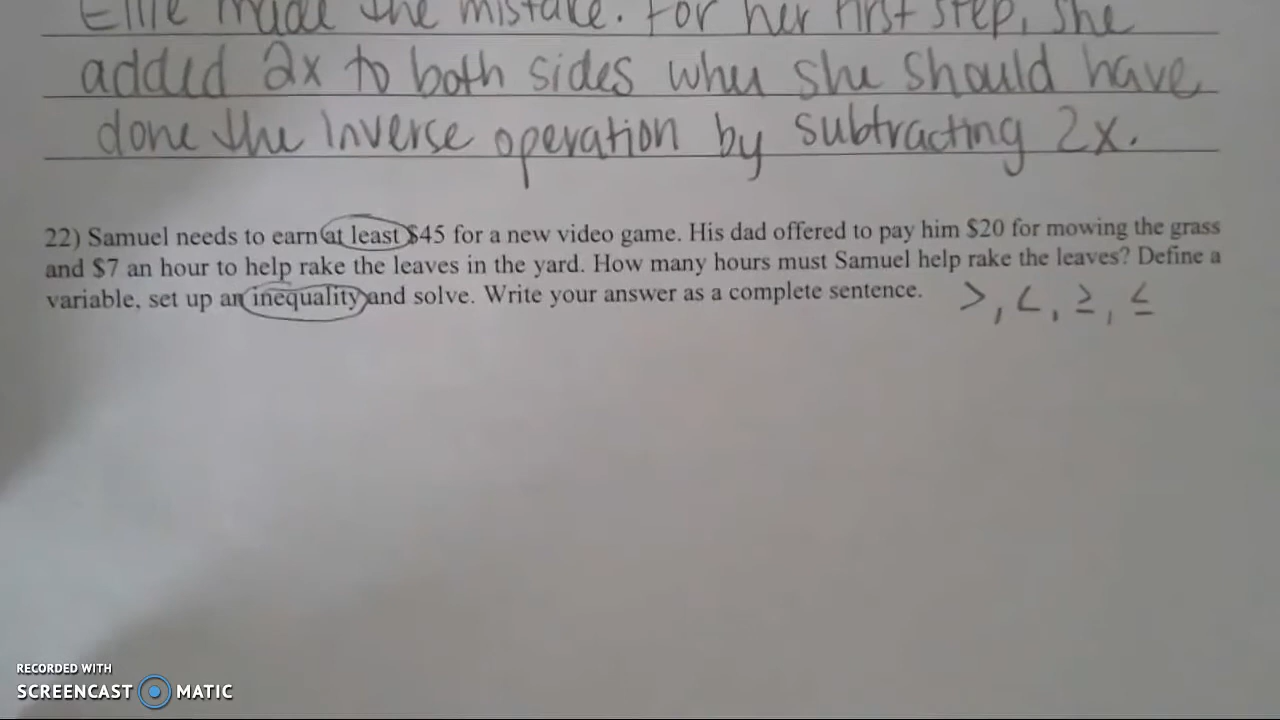 Ellie made the mistake. For her first step, she
added 2x to both sides when she should have
done the inverse operation by subtracting 2x.
22) Samuel needs to earn at least $45 for a new video game. His dad offered to pay him $20 for mowing the grass
and $7 an hour to help rake the leaves in the yard. How many hours must Samuel help rake the leaves? Define a
variable, set up an inequality and solve. Write your answer as a complete sentence. >, <, ≥, ≤
RECORDED WITH
SCREENCAST MATIC